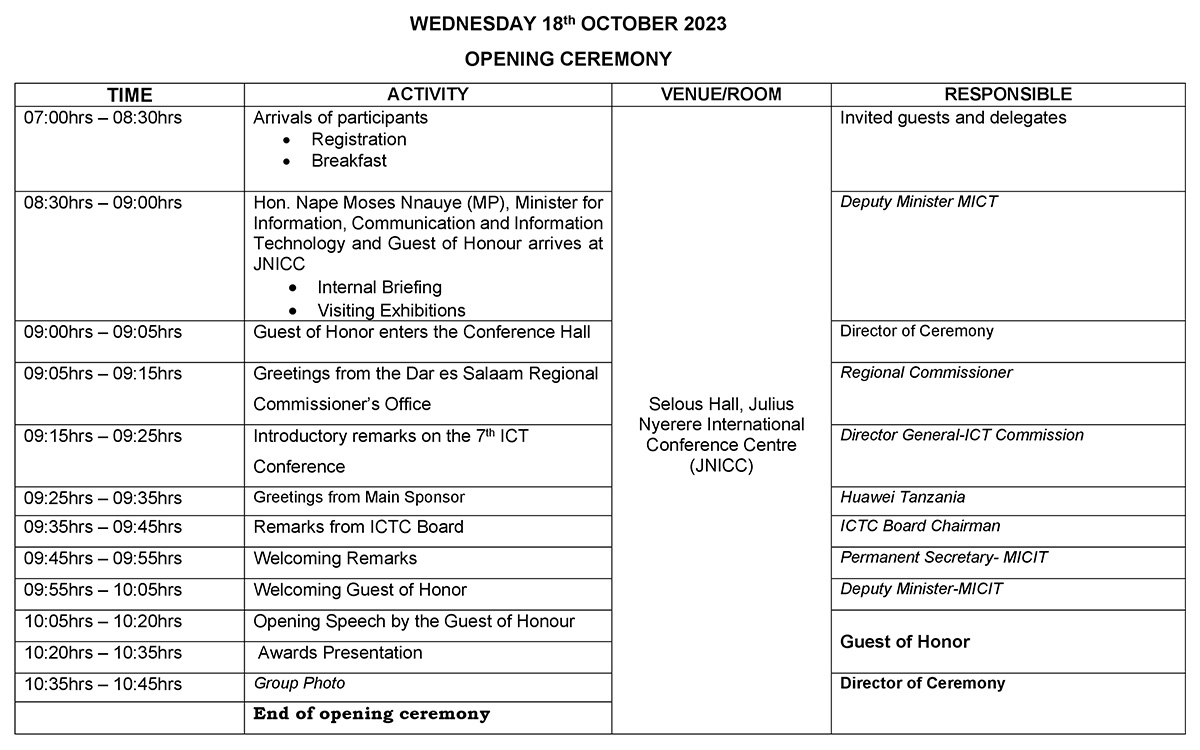 WEDNESDAY 18th OCTOBER 2023
OPENING CEREMONY
TIME ACTIVITY VENUE/ROOM RESPONSIBLE
07:00hrs – 08:30hrs Arrivals of participants Invited guests and delegates
• Registration
• Breakfast
08:30hrs – 09:00hrs Hon. Nape Moses Nnauye (MP), Minister for Deputy Minister MICT
Information, Communication and Information
Technology and Guest of Honour arrives at
JNICC
• Internal Briefing
• Visiting Exhibitions
09:00hrs – 09:05hrs Guest of Honor enters the Conference Hall Director of Ceremony
09:05hrs – 09:15hrs Greetings from the Dar es Salaam Regional Regional Commissioner
Commissioner’s Office
Selous Hall, Julius
Nyerere International
Conference Centre
(JNICC)
09:15hrs – 09:25hrs Introductory remarks on the 7th ICT Director General-ICT Commission
Conference
09:25hrs – 09:35hrs Greetings from Main Sponsor Huawei Tanzania
09:35hrs – 09:45hrs Remarks from ICTC Board ICTC Board Chairman
09:45hrs – 09:55hrs Welcoming Remarks Permanent Secretary- MICIT
09:55hrs – 10:05hrs Welcoming Guest of Honor Deputy Minister-MICIT
10:05hrs – 10:20hrs Opening Speech by the Guest of Honour
Guest of Honor
10:20hrs – 10:35hrs Awards Presentation
10:35hrs – 10:45hrs Group Photo Director of Ceremony
End of opening ceremony